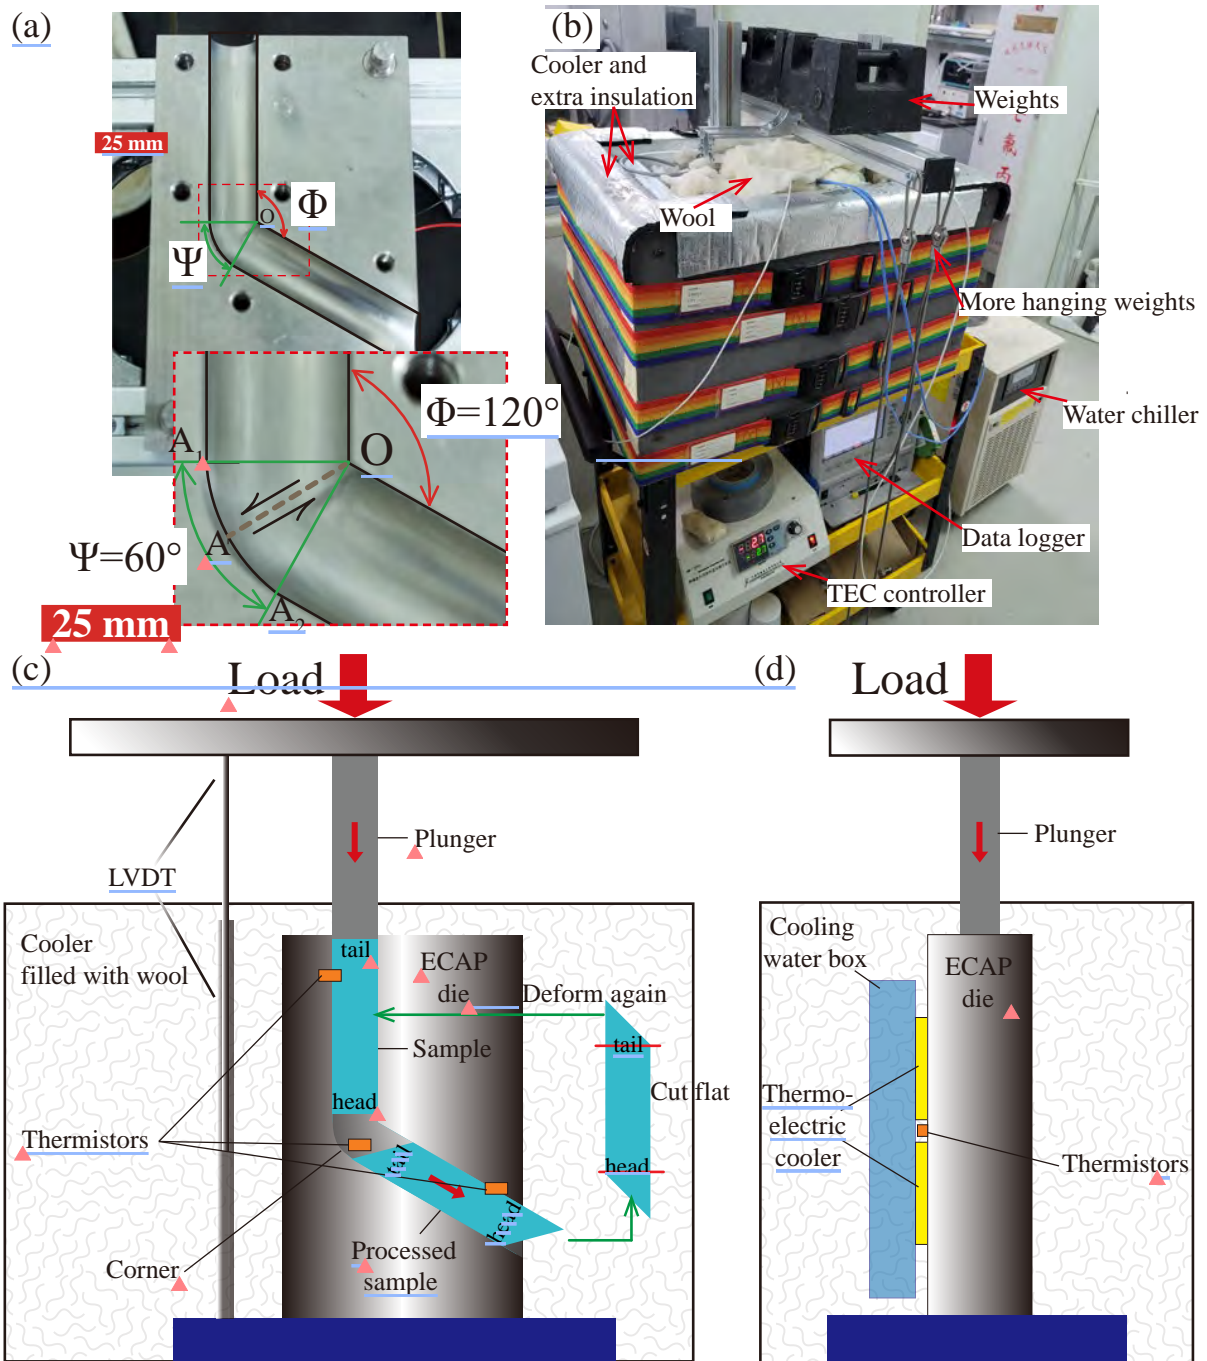 (a)
25 mm
O
Φ
Ψ
Φ=120°
A1
O
A
Ψ=60°
A2
25 mm
(b)
Cooler and
extra insulation
Weights
Wool
More hanging weights
Water chiller
Data logger
TEC controller
(c)
Load
Plunger
LVDT
Cooler
filled with wool
tail
ECAP
die
Deform again
Sample
tail
Cut flat
head
head
Thermistors
tail
head
Processed
sample
Corner
(d)
Load
Plunger
Cooling
water box
ECAP
die
Thermo-
electric
cooler
Thermistors